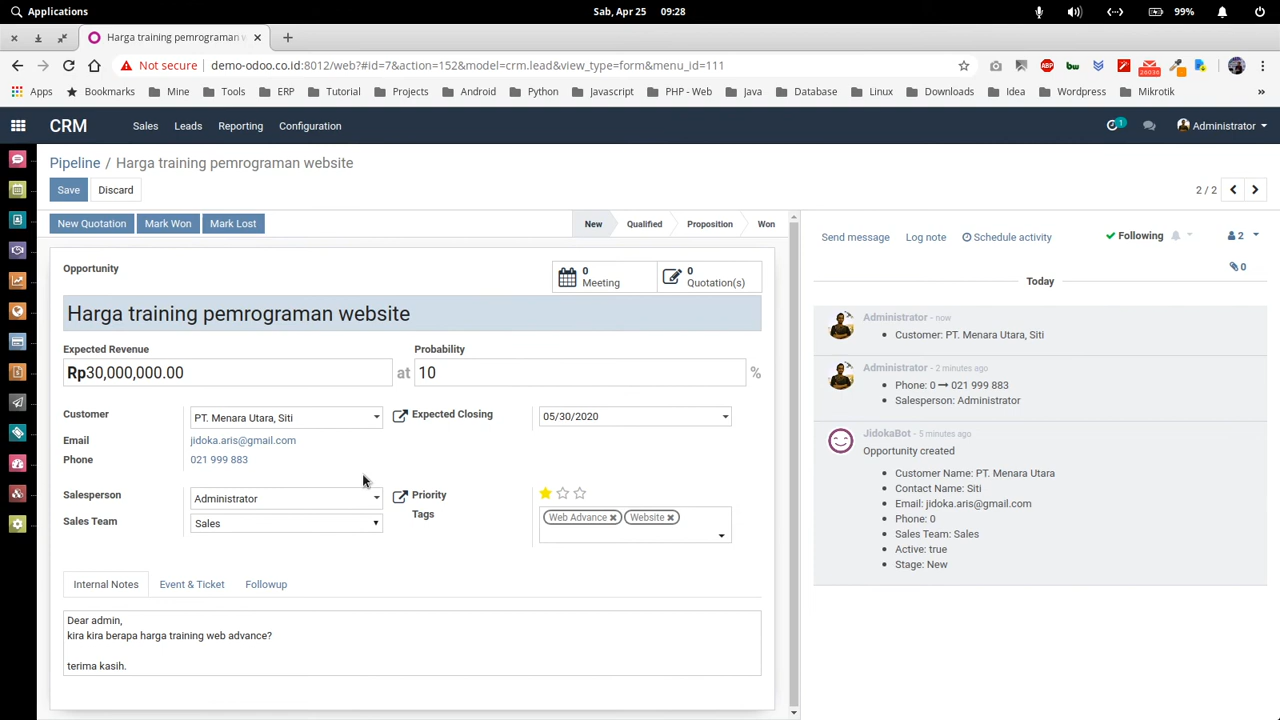 Applications
Sab, Apr 25 09:28
99%
Harga training pemrograman w
Not secure
demo-odoo.co.id:8012/web?#id=7&action=152&model=crm.lead&view_type=form&menu_id=111
Apps Bookmarks Mine Tools ERP Tutorial Projects Android Python Javascript PHP - Web Java Database Linux Downloads Idea Wordpress Mikrotik »
CRM Sales Leads Reporting Configuration
1
Administrator
Pipeline / Harga training pemrograman website
Save Discard
2 / 2
New Quotation Mark Won Mark Lost
New Qualified Proposition Won
Send message Log note Schedule activity
Following
2
0
Opportunity
0 Meeting
0 Quotation(s)
Today
Harga training pemrograman website
Expected Revenue
Probability
Rp30,000,000.00 at 10 %
Customer PT. Menara Utara, Siti
Expected Closing 05/30/2020
Email jidoka.aris@gmail.com
Phone 021 999 883
Salesperson Administrator
Priority
Sales Team Sales
Tags Web Advance Website
Internal Notes Event & Ticket Followup
Dear admin,
kira kira berapa harga training web advance?
terima kasih.
Administrator - now
Customer: PT. Menara Utara, Siti
Administrator - 2 minutes ago
Phone: 0 → 021 999 883
Salesperson: Administrator
JidokaBot - 5 minutes ago
Opportunity created
Customer Name: PT. Menara Utara
Contact Name: Siti
Email: jidoka.aris@gmail.com
Phone: 0
Sales Team: Sales
Active: true
Stage: New